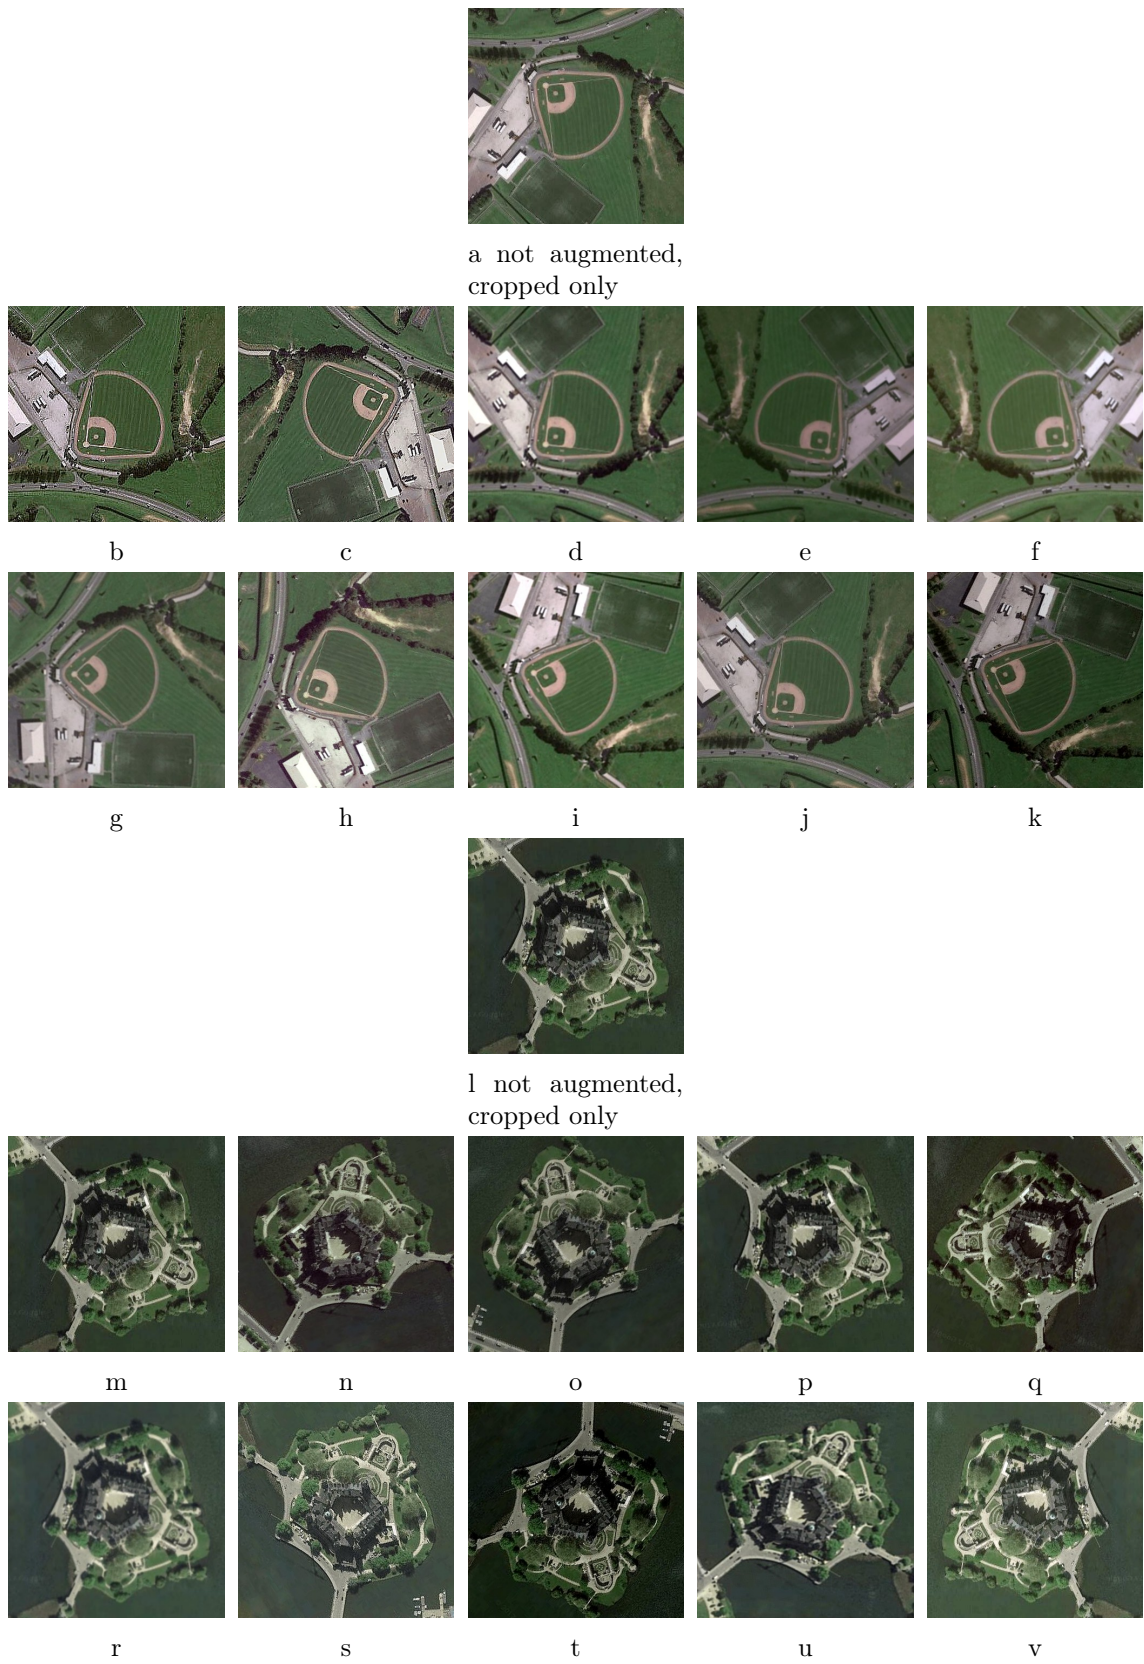 a not augmented,
cropped only
b c d e f
g h i j k
l not augmented,
cropped only
m n o p q
r s t u v